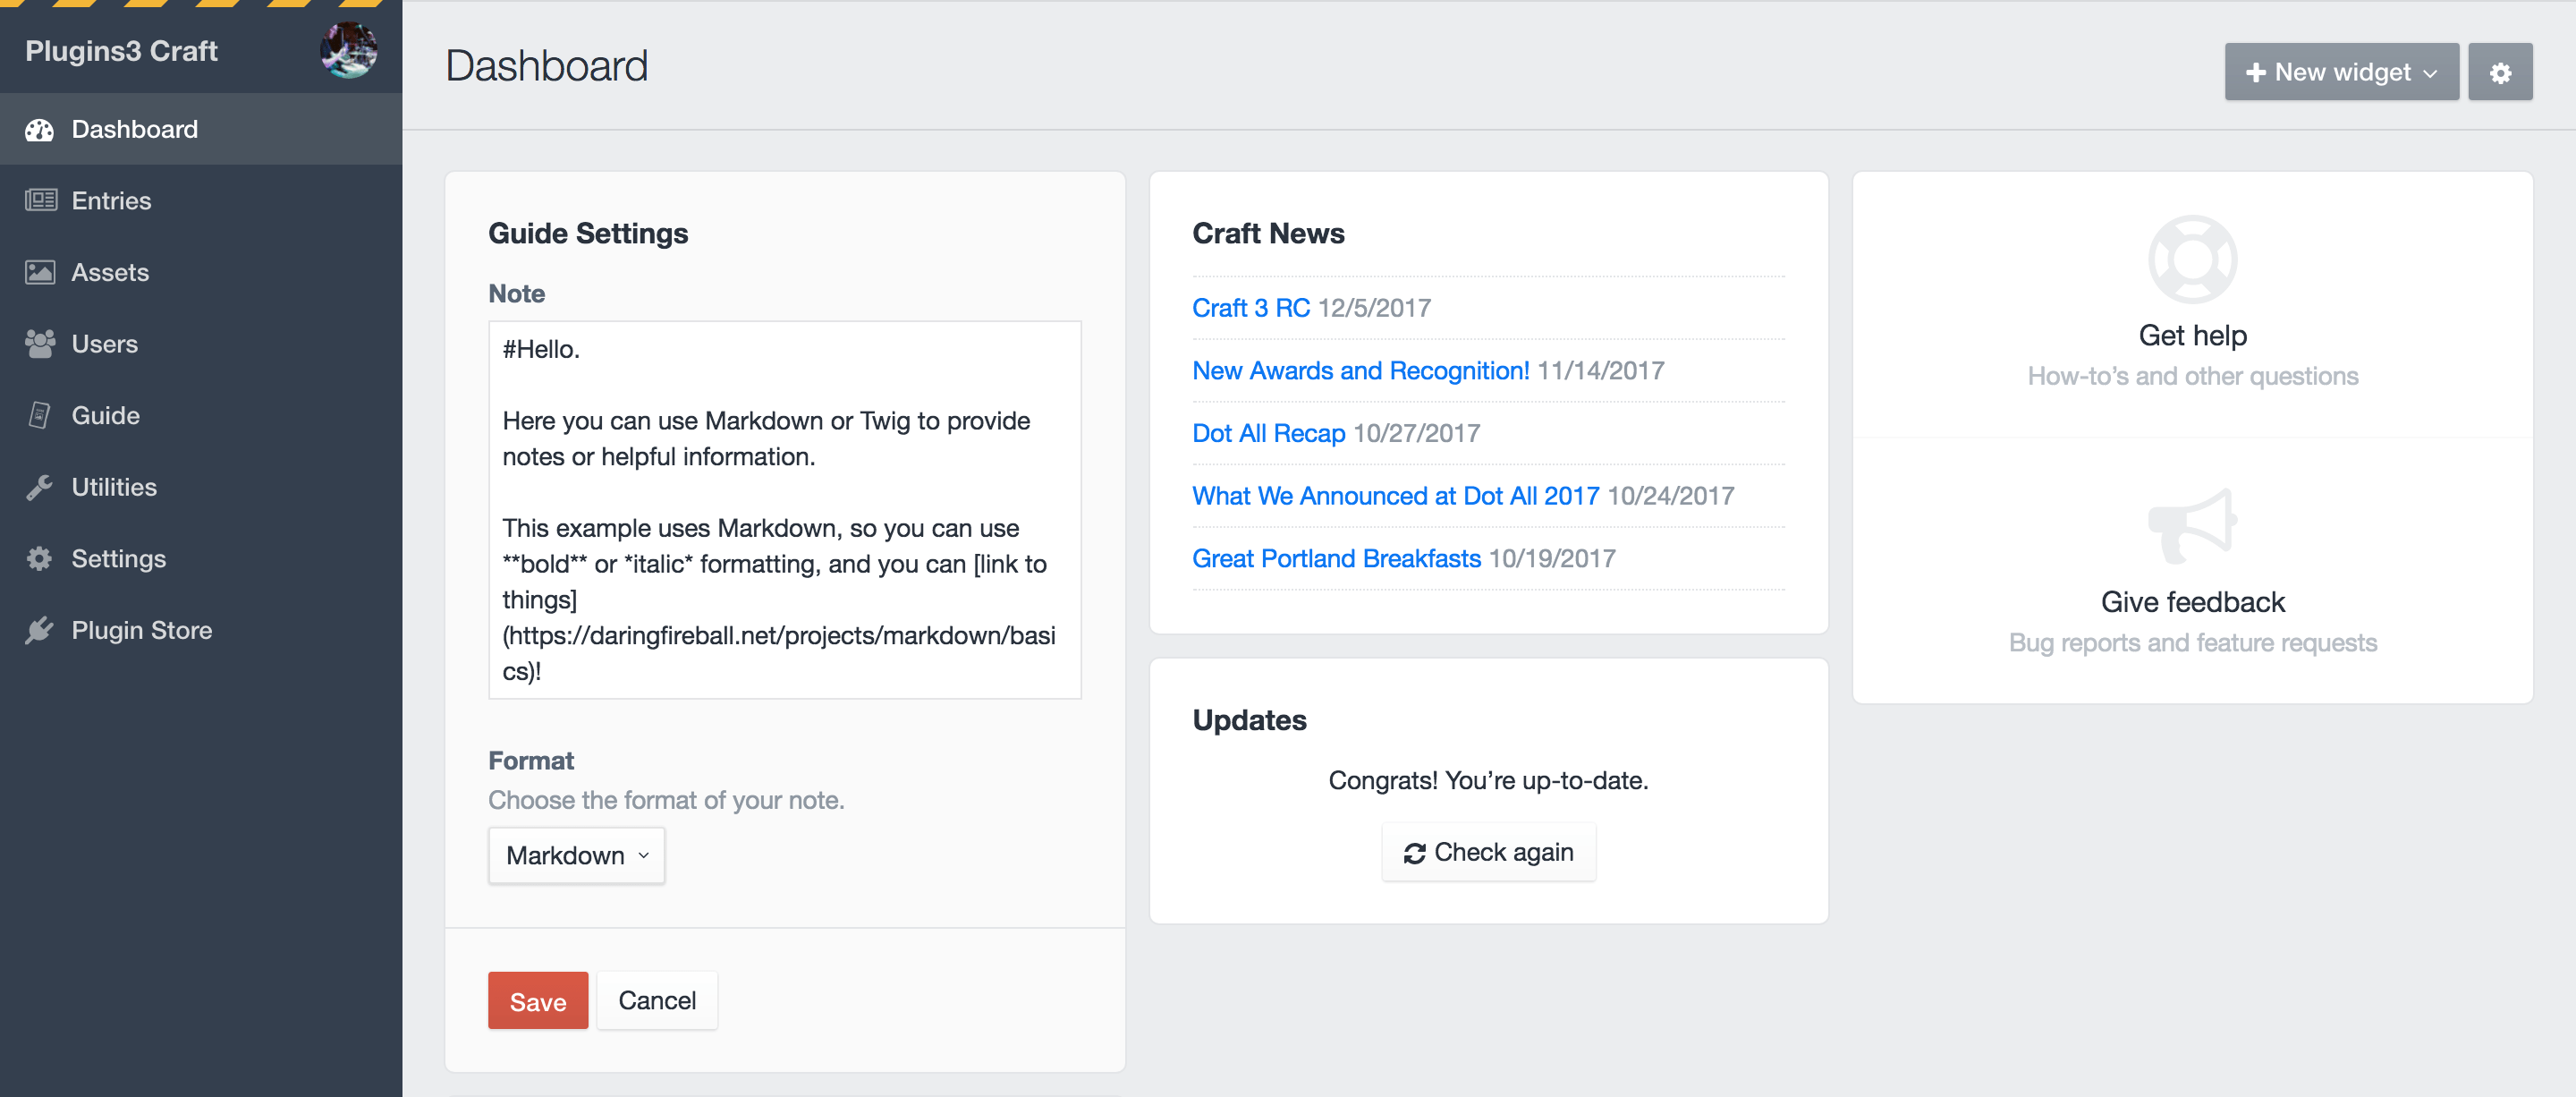 Plugins3 Craft
Dashboard
Entries
Assets
Users
Guide
Utilities
Settings
Plugin Store
Dashboard
New widget
Guide Settings
Note
#Hello.
Here you can use Markdown or Twig to provide
notes or helpful information.
This example uses Markdown, so you can use
**bold** or *italic* formatting, and you can [link to
things]
(https://daringfireball.net/projects/markdown/basi
cs)!
Format
Choose the format of your note.
Markdown
Save Cancel
Craft News
Craft 3 RC 12/5/2017
New Awards and Recognition! 11/14/2017
Dot All Recap 10/27/2017
What We Announced at Dot All 2017 10/24/2017
Great Portland Breakfasts 10/19/2017
Updates
Congrats! You’re up-to-date.
Check again
Get help
How-to’s and other questions
Give feedback
Bug reports and feature requests